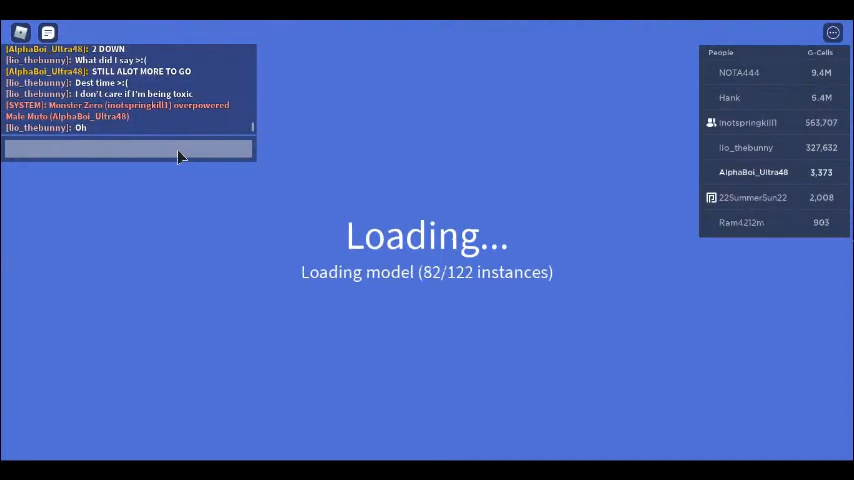 [AlphaBoi_Ultra48]: 2 DOWN
[lio_thebunny]: What did I say >:(
[AlphaBoi_Ultra48]: STILL ALOT MORE TO GO
[lio_thebunny]: Dest time >:(
[lio_thebunny]: I don't care if I'm being toxic
[SYSTEM]: Monster Zero (inotspringkill1) overpowered
Male Muto (AlphaBoi_Ultra48)
[lio_thebunny]: Oh
People G-Cells
NOTA444 9.4M
Hank 5.4M
inotspringkill1 563,707
lio_thebunny 327,632
AlphaBoi_Ultra48 3,373
22SummerSun22 2,008
Ram4212m 903
Loading...
Loading model (82/122 instances)